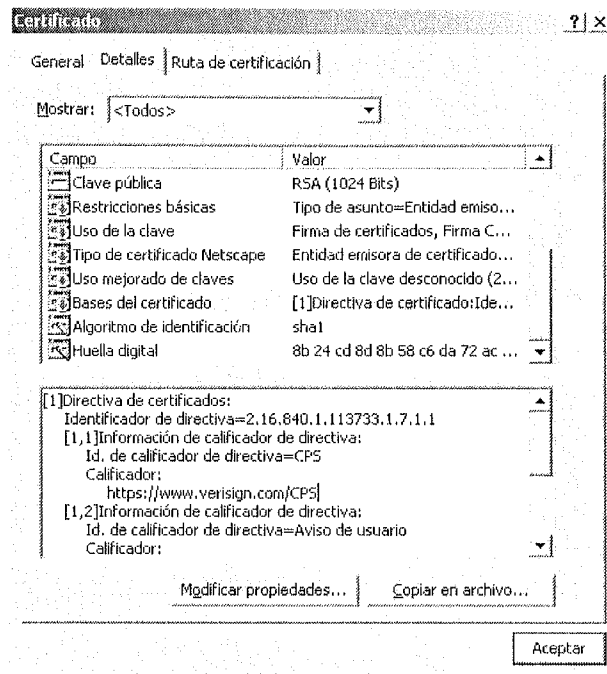 Certificado ? ×
General Detalles Ruta de certificación
Mostrar: <Todos>
Campo Valor
Clave pública RSA (1024 Bits)
Restricciones básicas Tipo de asunto=Entidad emiso...
Uso de la clave Firma de certificados, Firma C...
Tipo de certificado Netscape Entidad emisora de certificado...
Uso mejorado de claves Uso de la clave desconocido (2...
Bases del certificado [1]Directiva de certificado:Ide...
Algoritmo de identificación sha1
Huella digital 8b 24 cd 8d 8b 58 c6 da 72 ac ...
[1]Directiva de certificados:
Identificador de directiva=2.16.840.1.113733.1.7.1.1
[1,1]Información de calificador de directiva:
Id. de calificador de directiva=CPS
Calificador:
https://www.verisign.com/CPS
[1,2]Información de calificador de directiva:
Id. de calificador de directiva=Aviso de usuario
Calificador:
Modificar propiedades... Copiar en archivo...
Aceptar